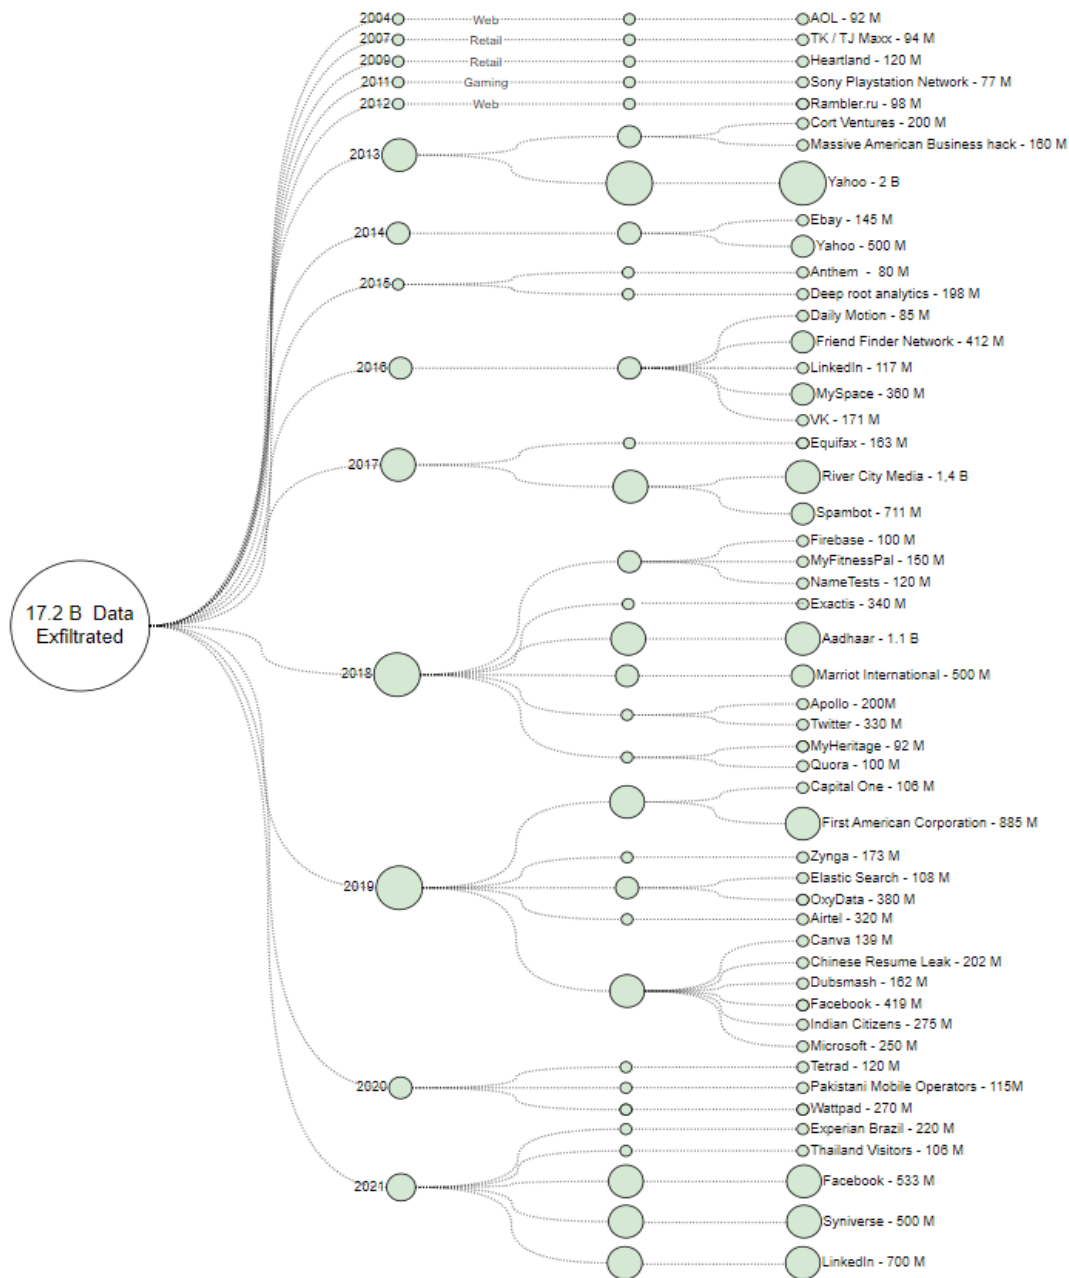 2004 Web AOL - 92 M
2007 Retail TK / TJ Maxx - 94 M
2009 Retail Heartland - 120 M
2011 Gaming Sony Playstation Network - 77 M
2012 Web Rambler.ru - 98 M
Cort Ventures - 200 M
Massive American Business hack - 160 M
2013
Yahoo - 2 B
Ebay - 145 M
2014
Yahoo - 500 M
Anthem - 80 M
2015
Deep root analytics - 198 M
Daily Motion - 85 M
Friend Finder Network - 412 M
2016 LinkedIn - 117 M
MySpace - 360 M
VK - 171 M
Equifax - 163 M
2017
River City Media - 1,4 B
Spambot - 711 M
Firebase - 100 M
MyFitnessPal - 150 M
NameTests - 120 M
Exactis - 340 M
17.2 B Data
Exfiltrated
Aadhaar - 1.1 B
2018 Marriot International - 500 M
Apollo - 200M
Twitter - 330 M
MyHeritage - 92 M
Quora - 100 M
Capital One - 106 M
First American Corporation - 885 M
Zynga - 173 M
Elastic Search - 108 M
2019
OxyData - 380 M
Airtel - 320 M
Canva 139 M
Chinese Resume Leak - 202 M
Dubsmash - 162 M
Facebook - 419 M
Indian Citizens - 275 M
Microsoft - 250 M
Tetrad - 120 M
2020 Pakistani Mobile Operators - 115M
Wattpad - 270 M
Experian Brazil - 220 M
Thailand Visitors - 106 M
2021 Facebook - 533 M
Syniverse - 500 M
LinkedIn - 700 M